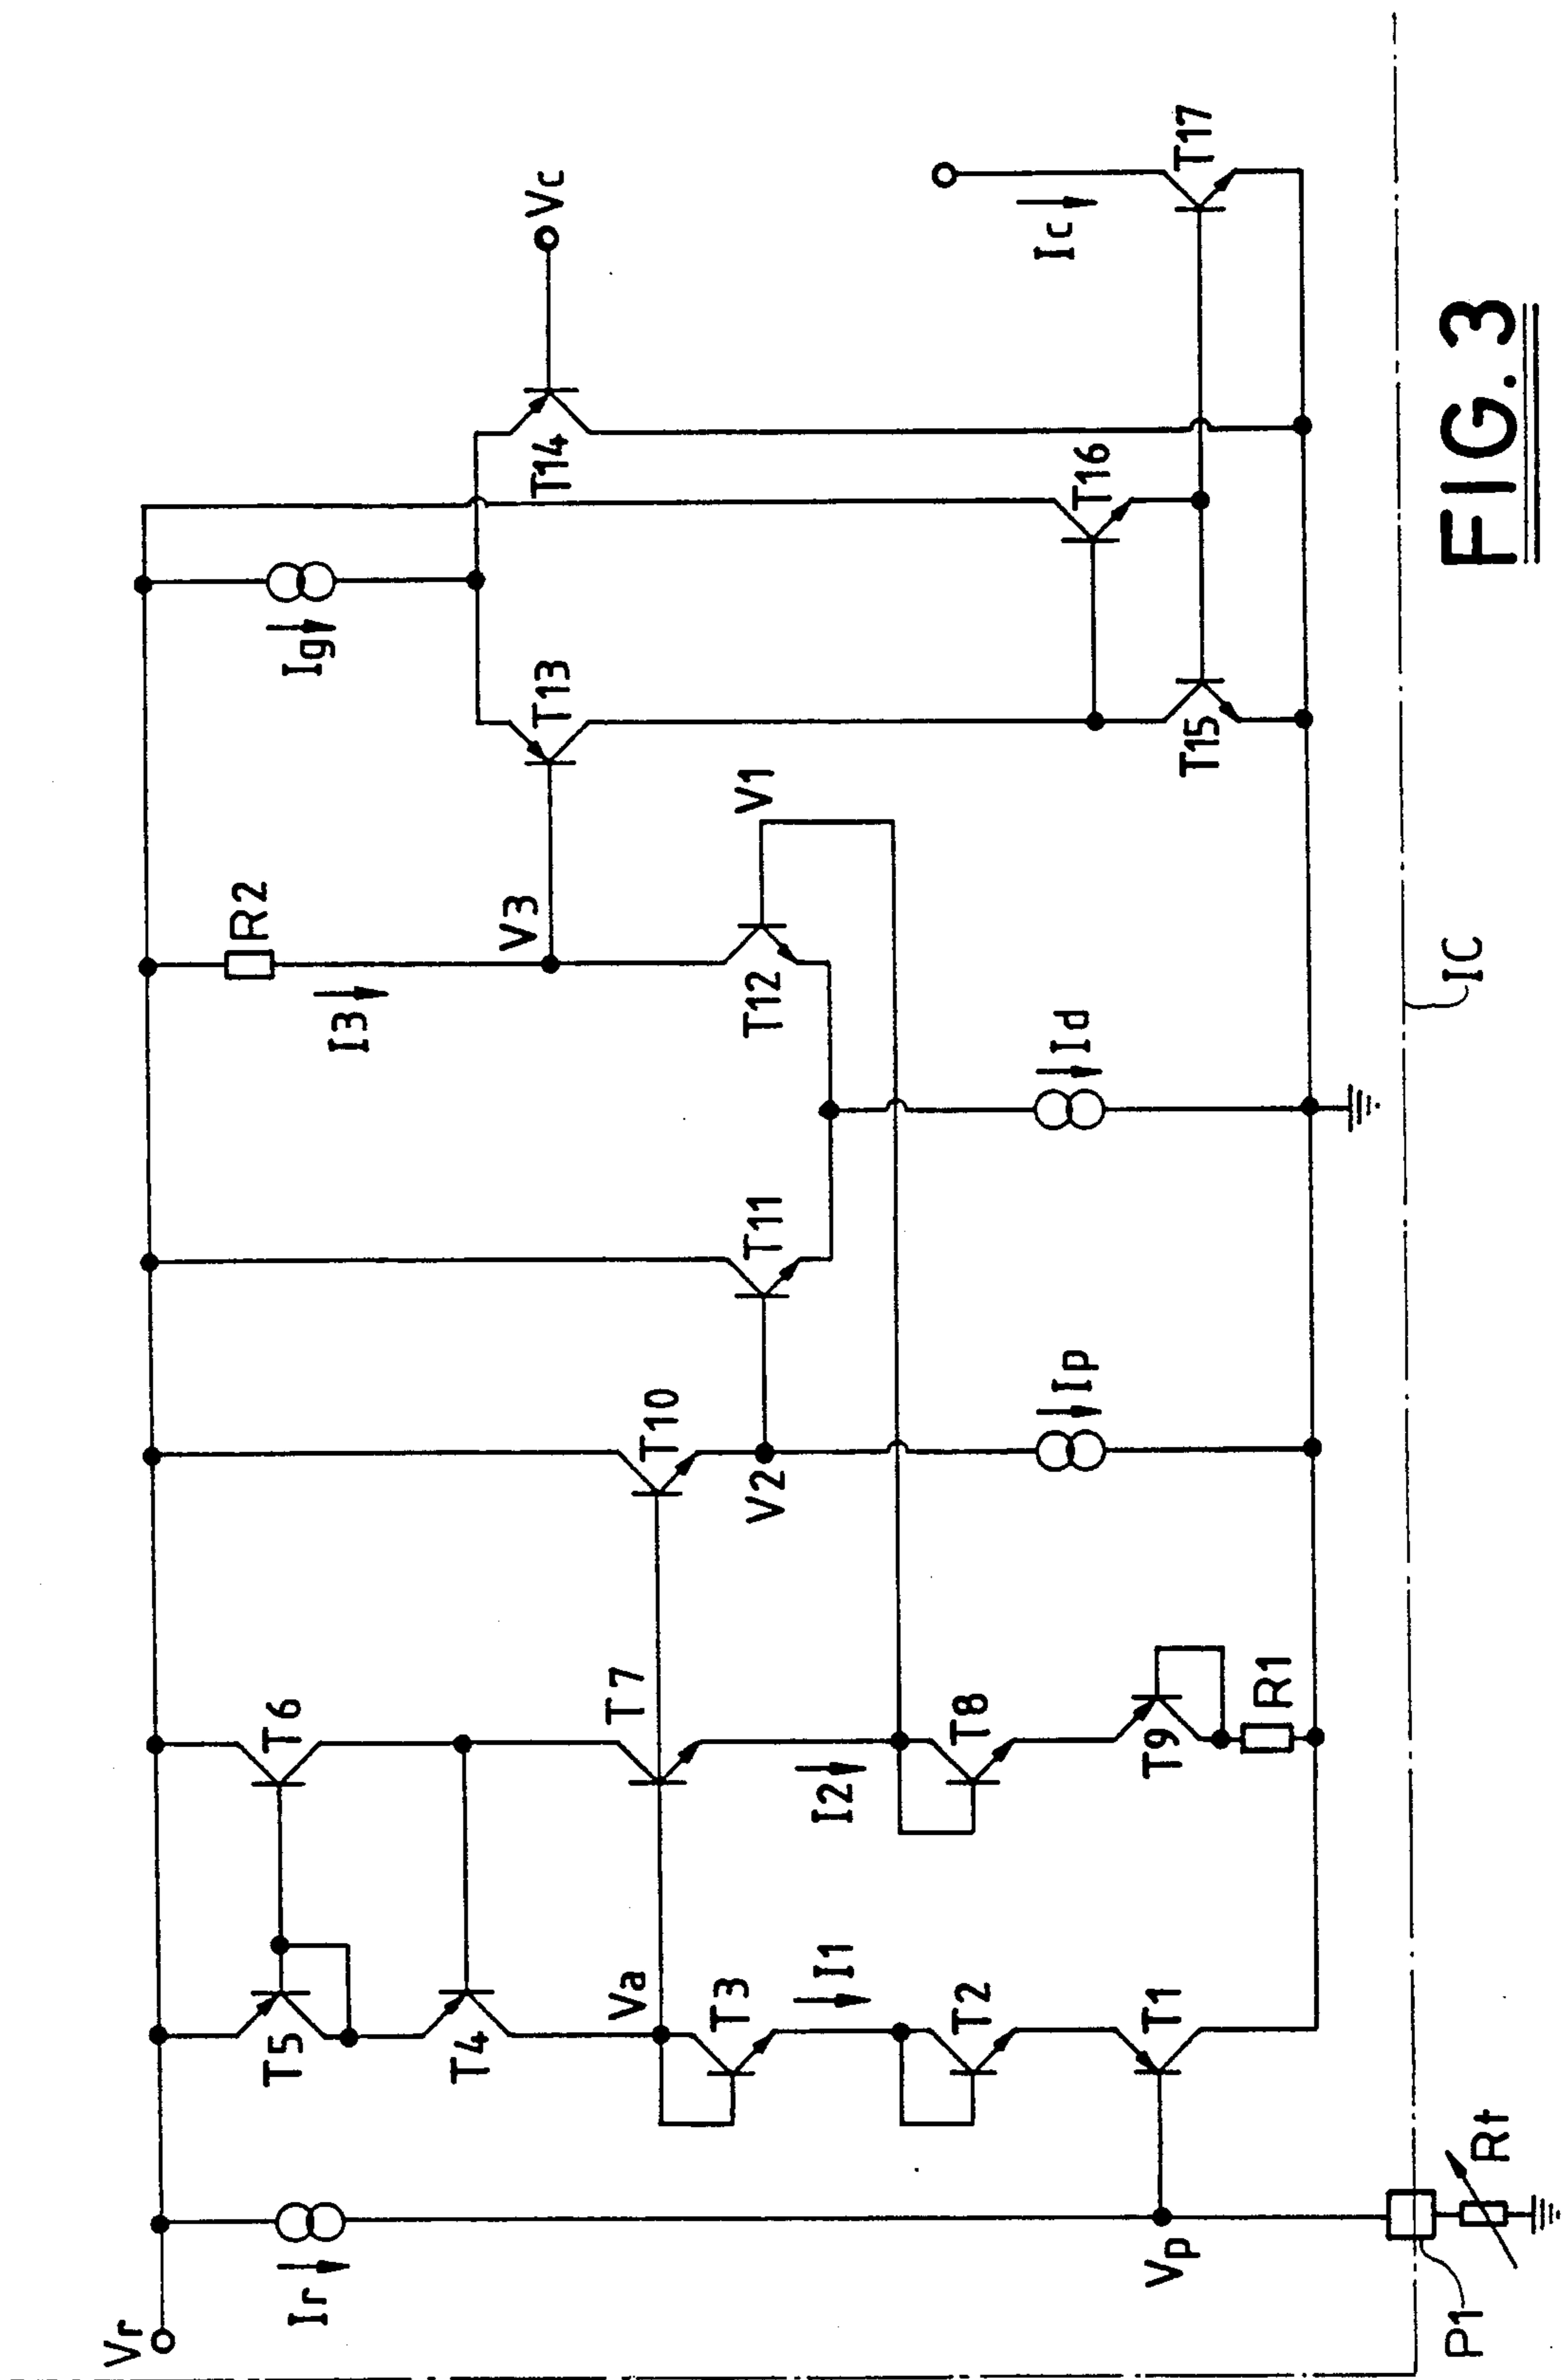 Vr
Ir
Vp
P1
Rt
T5
T6
T4
Va
T3
I1
T2
T1
T7
I2
T8
T9
R1
T10
V2
Ip
T11
Id
R2
I3
V3
T12
V1
Ig
T13
T14
Vc
T16
T15
Ic
T17
IC
FIG. 3